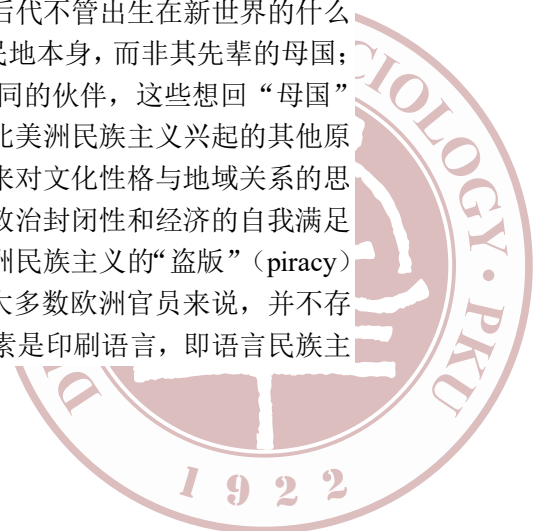 后代不管出生在新世界的什么
民地本身，而非其先辈的母国；
同的伙伴，这些想回“母国”
北美洲民族主义兴起的其他原
来对文化性格与地域关系的思
政治封闭性和经济的自我满足
洲民族主义的“盗版”（piracy）
大多数欧洲官员来说，并不存
素是印刷语言，即语言民族主
CIOLOGY · PKU
1922